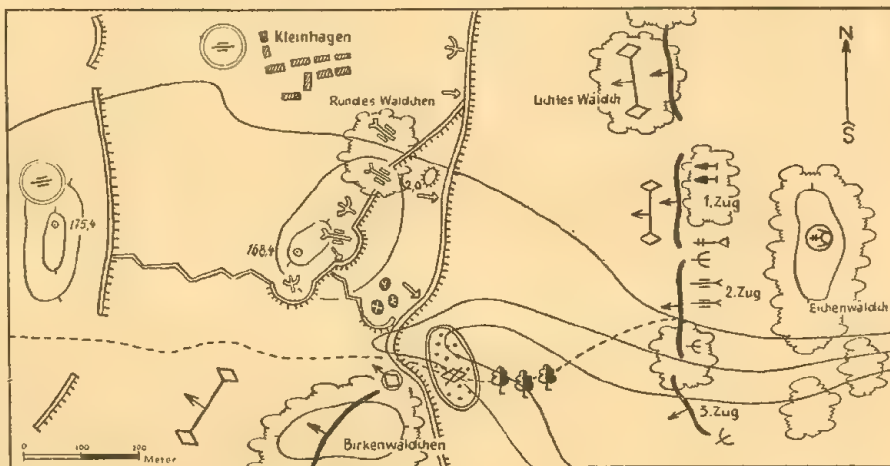 Kleinhagen
Rundes Wäldchen
Lichtes Wäldch
N
S
2,0
175,4
168,4
1. Zug
2. Zug
Eichenwäldch
3. Zug
Birkenwäldchen
0 100 200
Meter